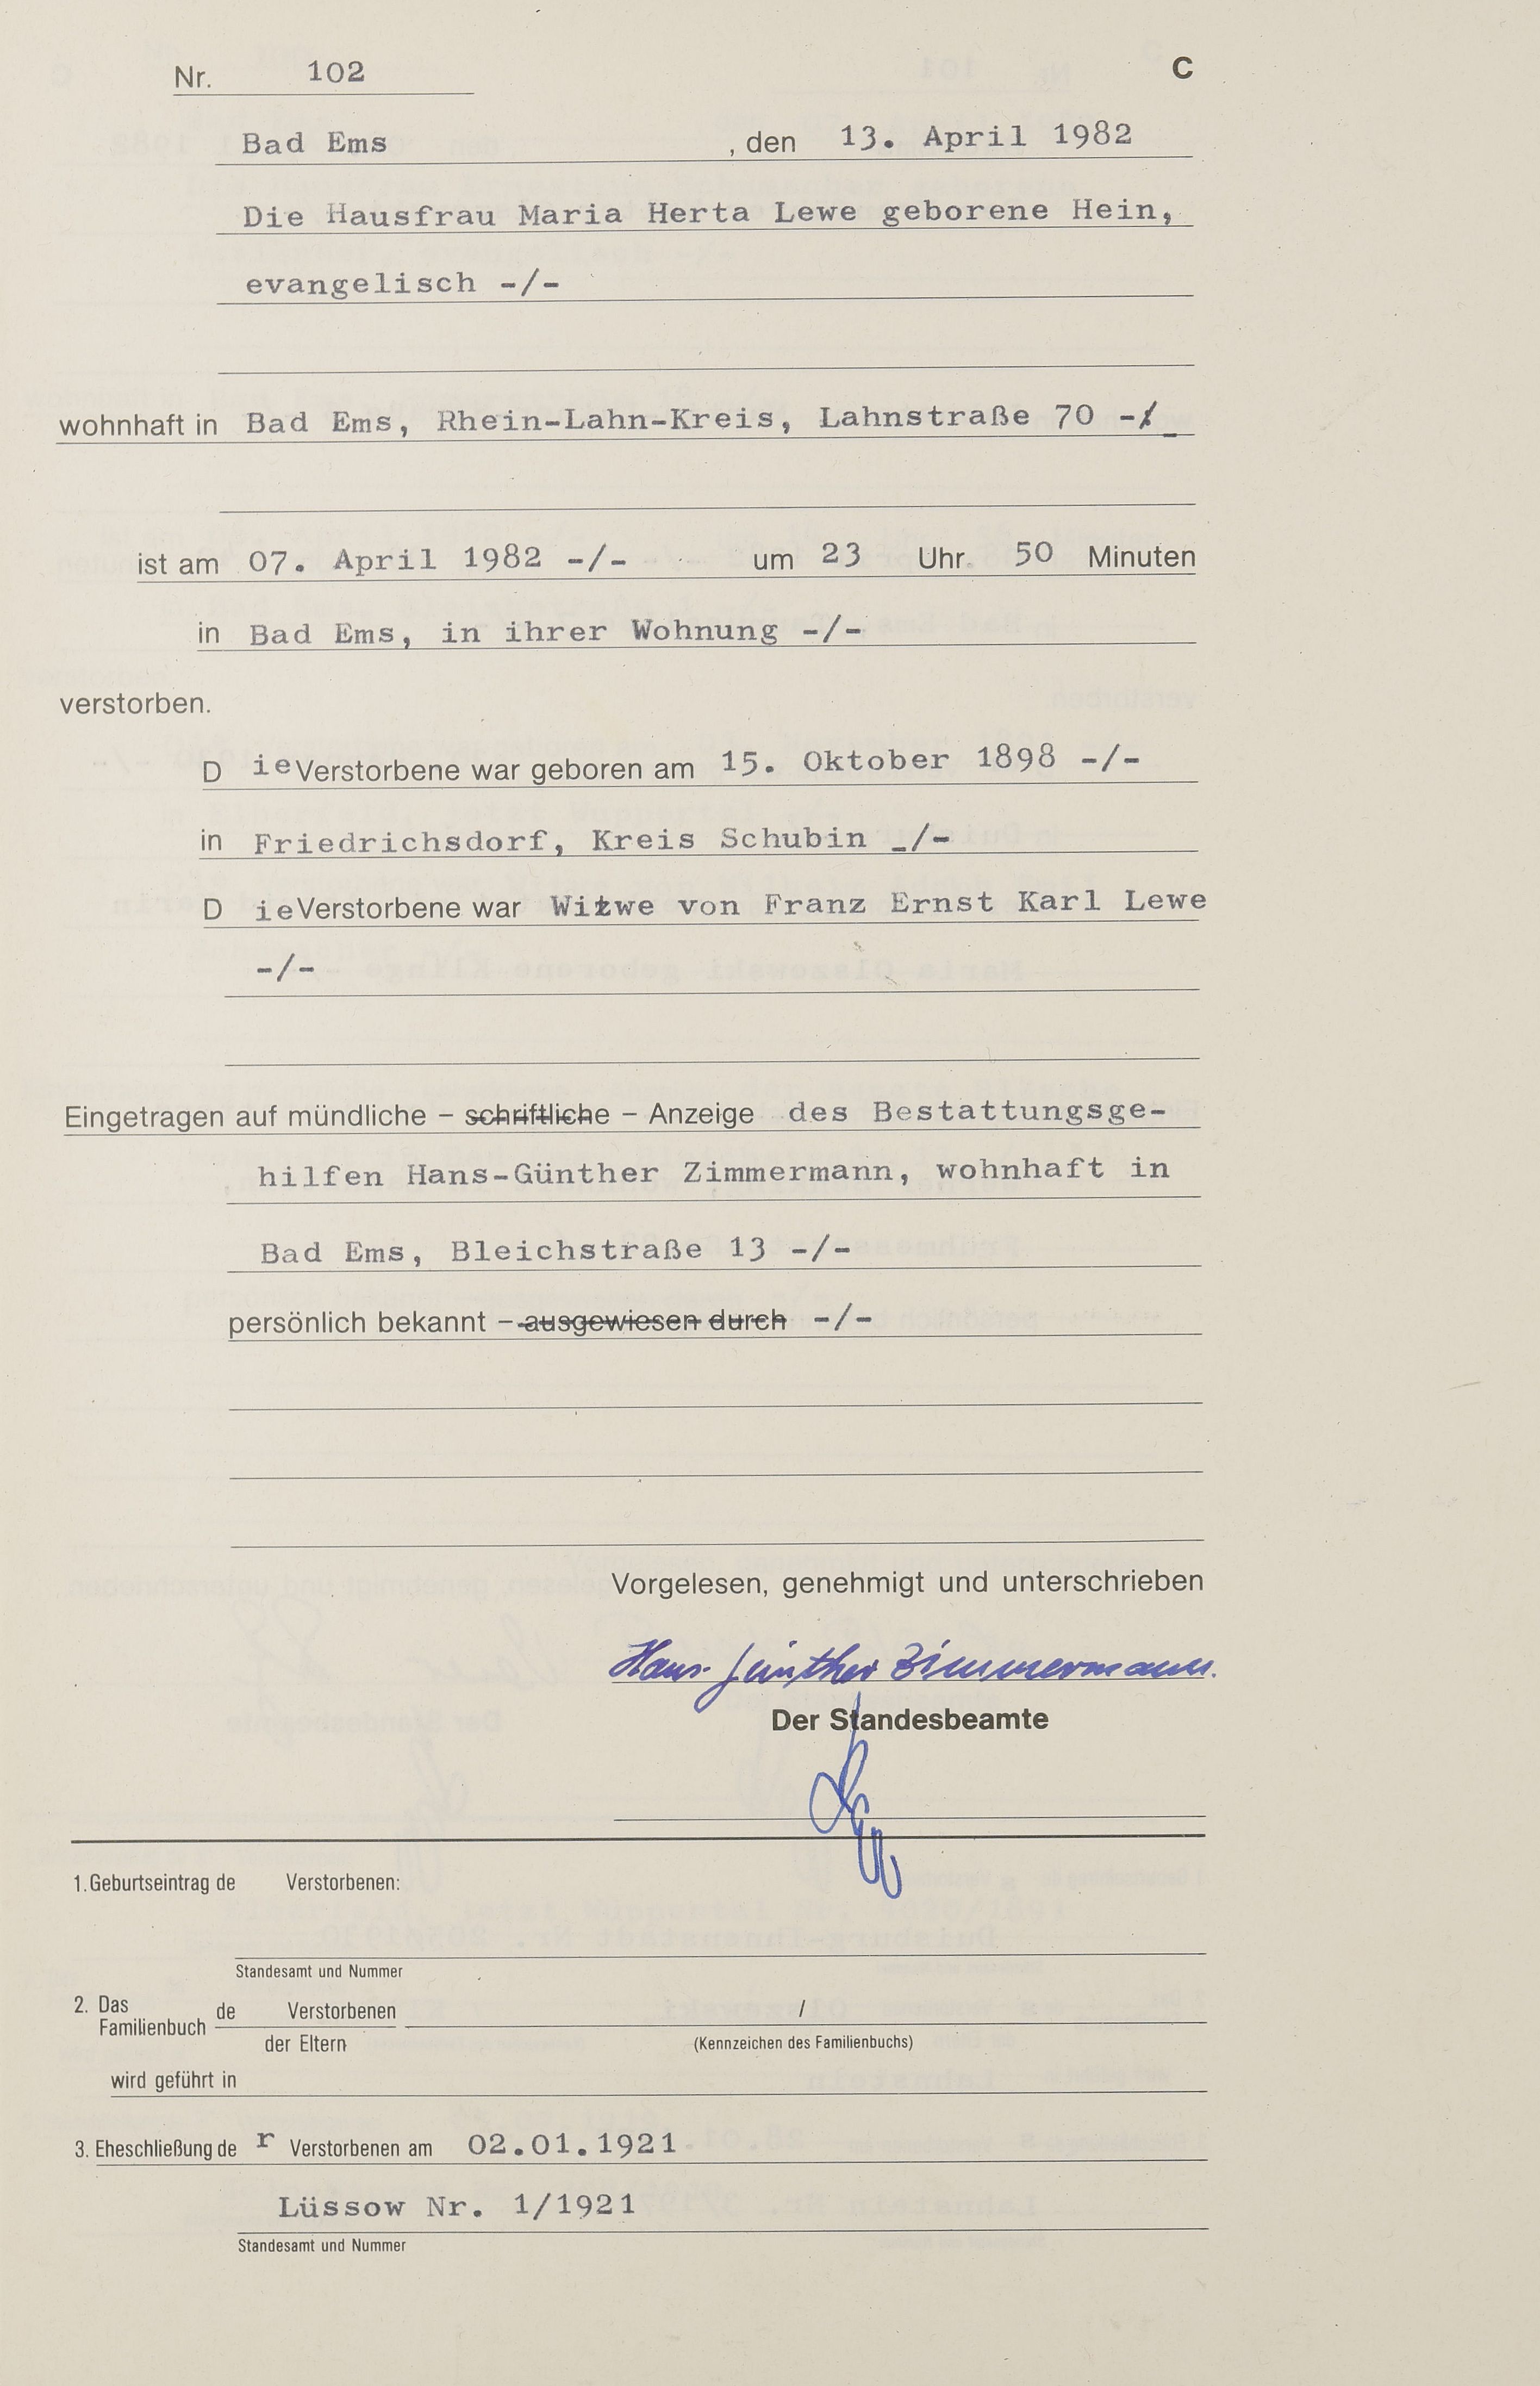 Nr. 102 C
Bad Ems , den 13. April 1982
Die Hausfrau Maria Herta Lewe geborene Hein,
evangelisch -/-
wohnhaft in Bad Ems, Rhein-Lahn-Kreis, Lahnstraße 70 -/_
ist am 07. April 1982 -/- um 23 Uhr 50 Minuten
in Bad Ems, in ihrer Wohnung -/-
verstorben.
D ie Verstorbene war geboren am 15. Oktober 1898 -/-
in Friedrichsdorf, Kreis Schubin _/-
D ie Verstorbene war Witwe von Franz Ernst Karl Lewe
-/-
Eingetragen auf mündliche – schriftliche – Anzeige des Bestattungsge-
hilfen Hans-Günther Zimmermann, wohnhaft in
Bad Ems, Bleichstraße 13 -/-
persönlich bekannt – ausgewiesen durch -/-
Vorgelesen, genehmigt und unterschrieben
Hans-Günther Zimmermann.
Der Standesbeamte
1. Geburtseintrag de Verstorbenen:
Standesamt und Nummer
2. Das Familienbuch de Verstorbenen /
der Eltern (Kennzeichen des Familienbuchs)
wird geführt in
3. Eheschließung de r Verstorbenen am 02.01.1921
Lüssow Nr. 1/1921
Standesamt und Nummer